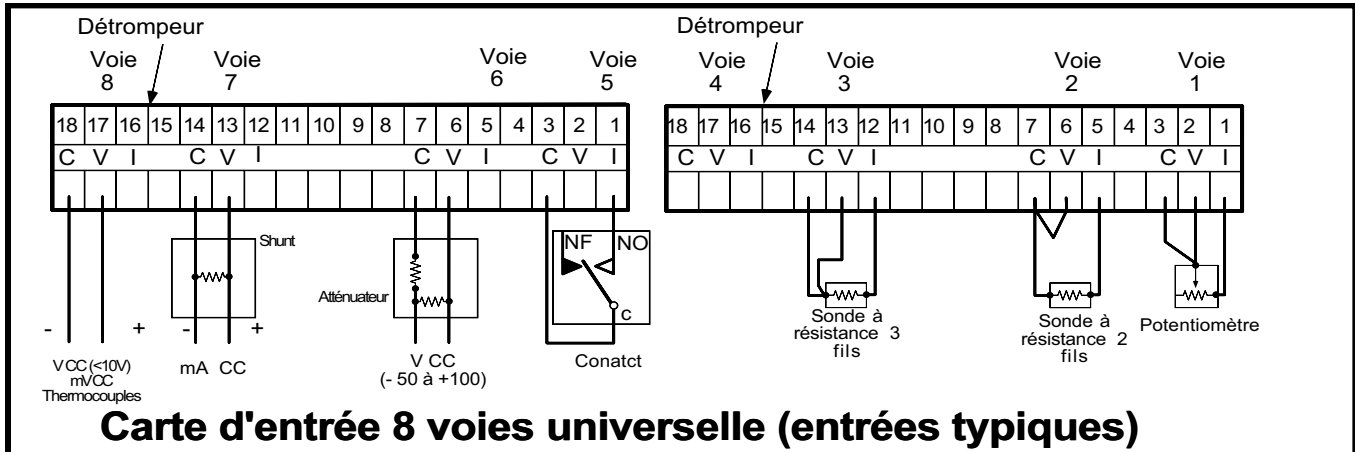 Détrompeur
Voie 8
Voie 7
Voie 6
Voie 5
18 17 16 15 14 13 12 11 10 9 8 7 6 5 4 3 2 1
C V I C V I C V I C V I
Shunt
Atténuateur
NF NO
c
- +
- +
V CC (<10V)
mVCC
Thermocouples
mA CC
V CC
(- 50 à +100)
Conatct
Détrompeur
Voie 4
Voie 3
Voie 2
Voie 1
18 17 16 15 14 13 12 11 10 9 8 7 6 5 4 3 2 1
C V I C V I C V I C V I
Sonde à
résistance 3
fils
Sonde à
résistance 2
fils
Potentiomètre
Carte d'entrée 8 voies universelle (entrées typiques)